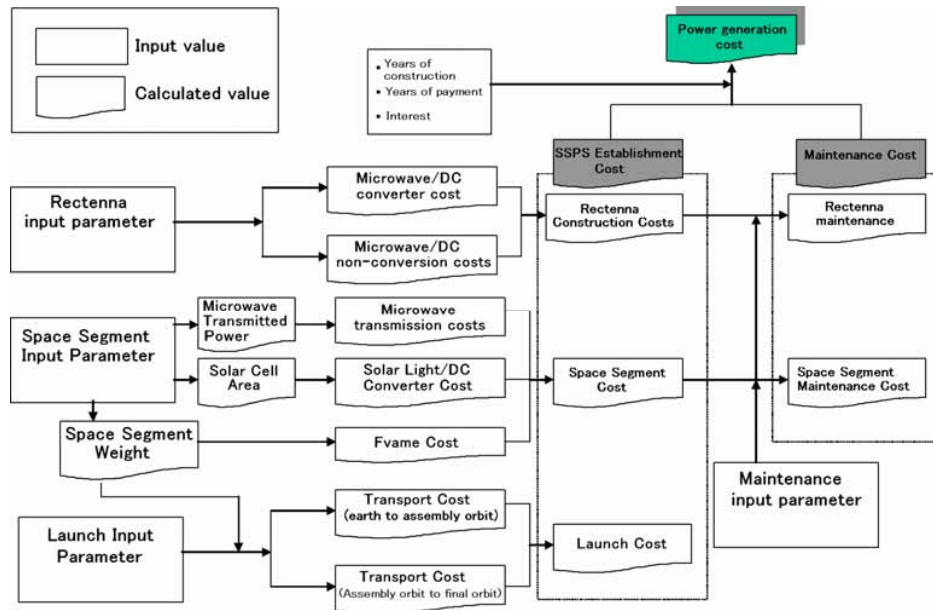 Input value
Calculated value
Power generation
cost
▪ Years of
construction
▪ Years of payment
▪ Interest
SSPS Establishment
Cost
Maintenance Cost
Rectenna
input parameter
Microwave/DC
converter cost
Microwave/DC
non-conversion costs
Rectenna
Construction Costs
Rectenna
maintenance
Space Segment
Input Parameter
Microwave
Transmitted
Power
Microwave
transmission costs
Solar Cell
Area
Solar Light/DC
Converter Cost
Space Segment
Cost
Space Segment
Maintenance Cost
Space Segment
Weight
Fvame Cost
Maintenance
input parameter
Launch Input
Parameter
Transport Cost
(earth to assembly orbit)
Transport Cost
(Assembly orbit to final orbit)
Launch Cost